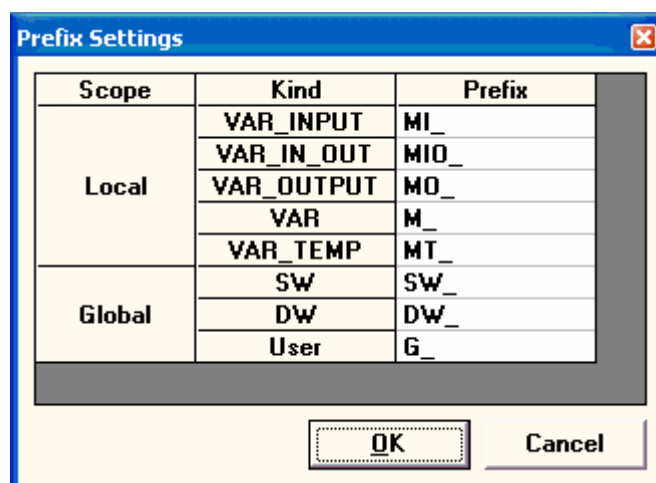 Prefix Settings
Scope Kind Prefix
Local
VAR_INPUT MI_
VAR_IN_OUT MIO_
VAR_OUTPUT MO_
VAR M_
VAR_TEMP MT_
Global
SW SW_
DW DW_
User G_
OK Cancel